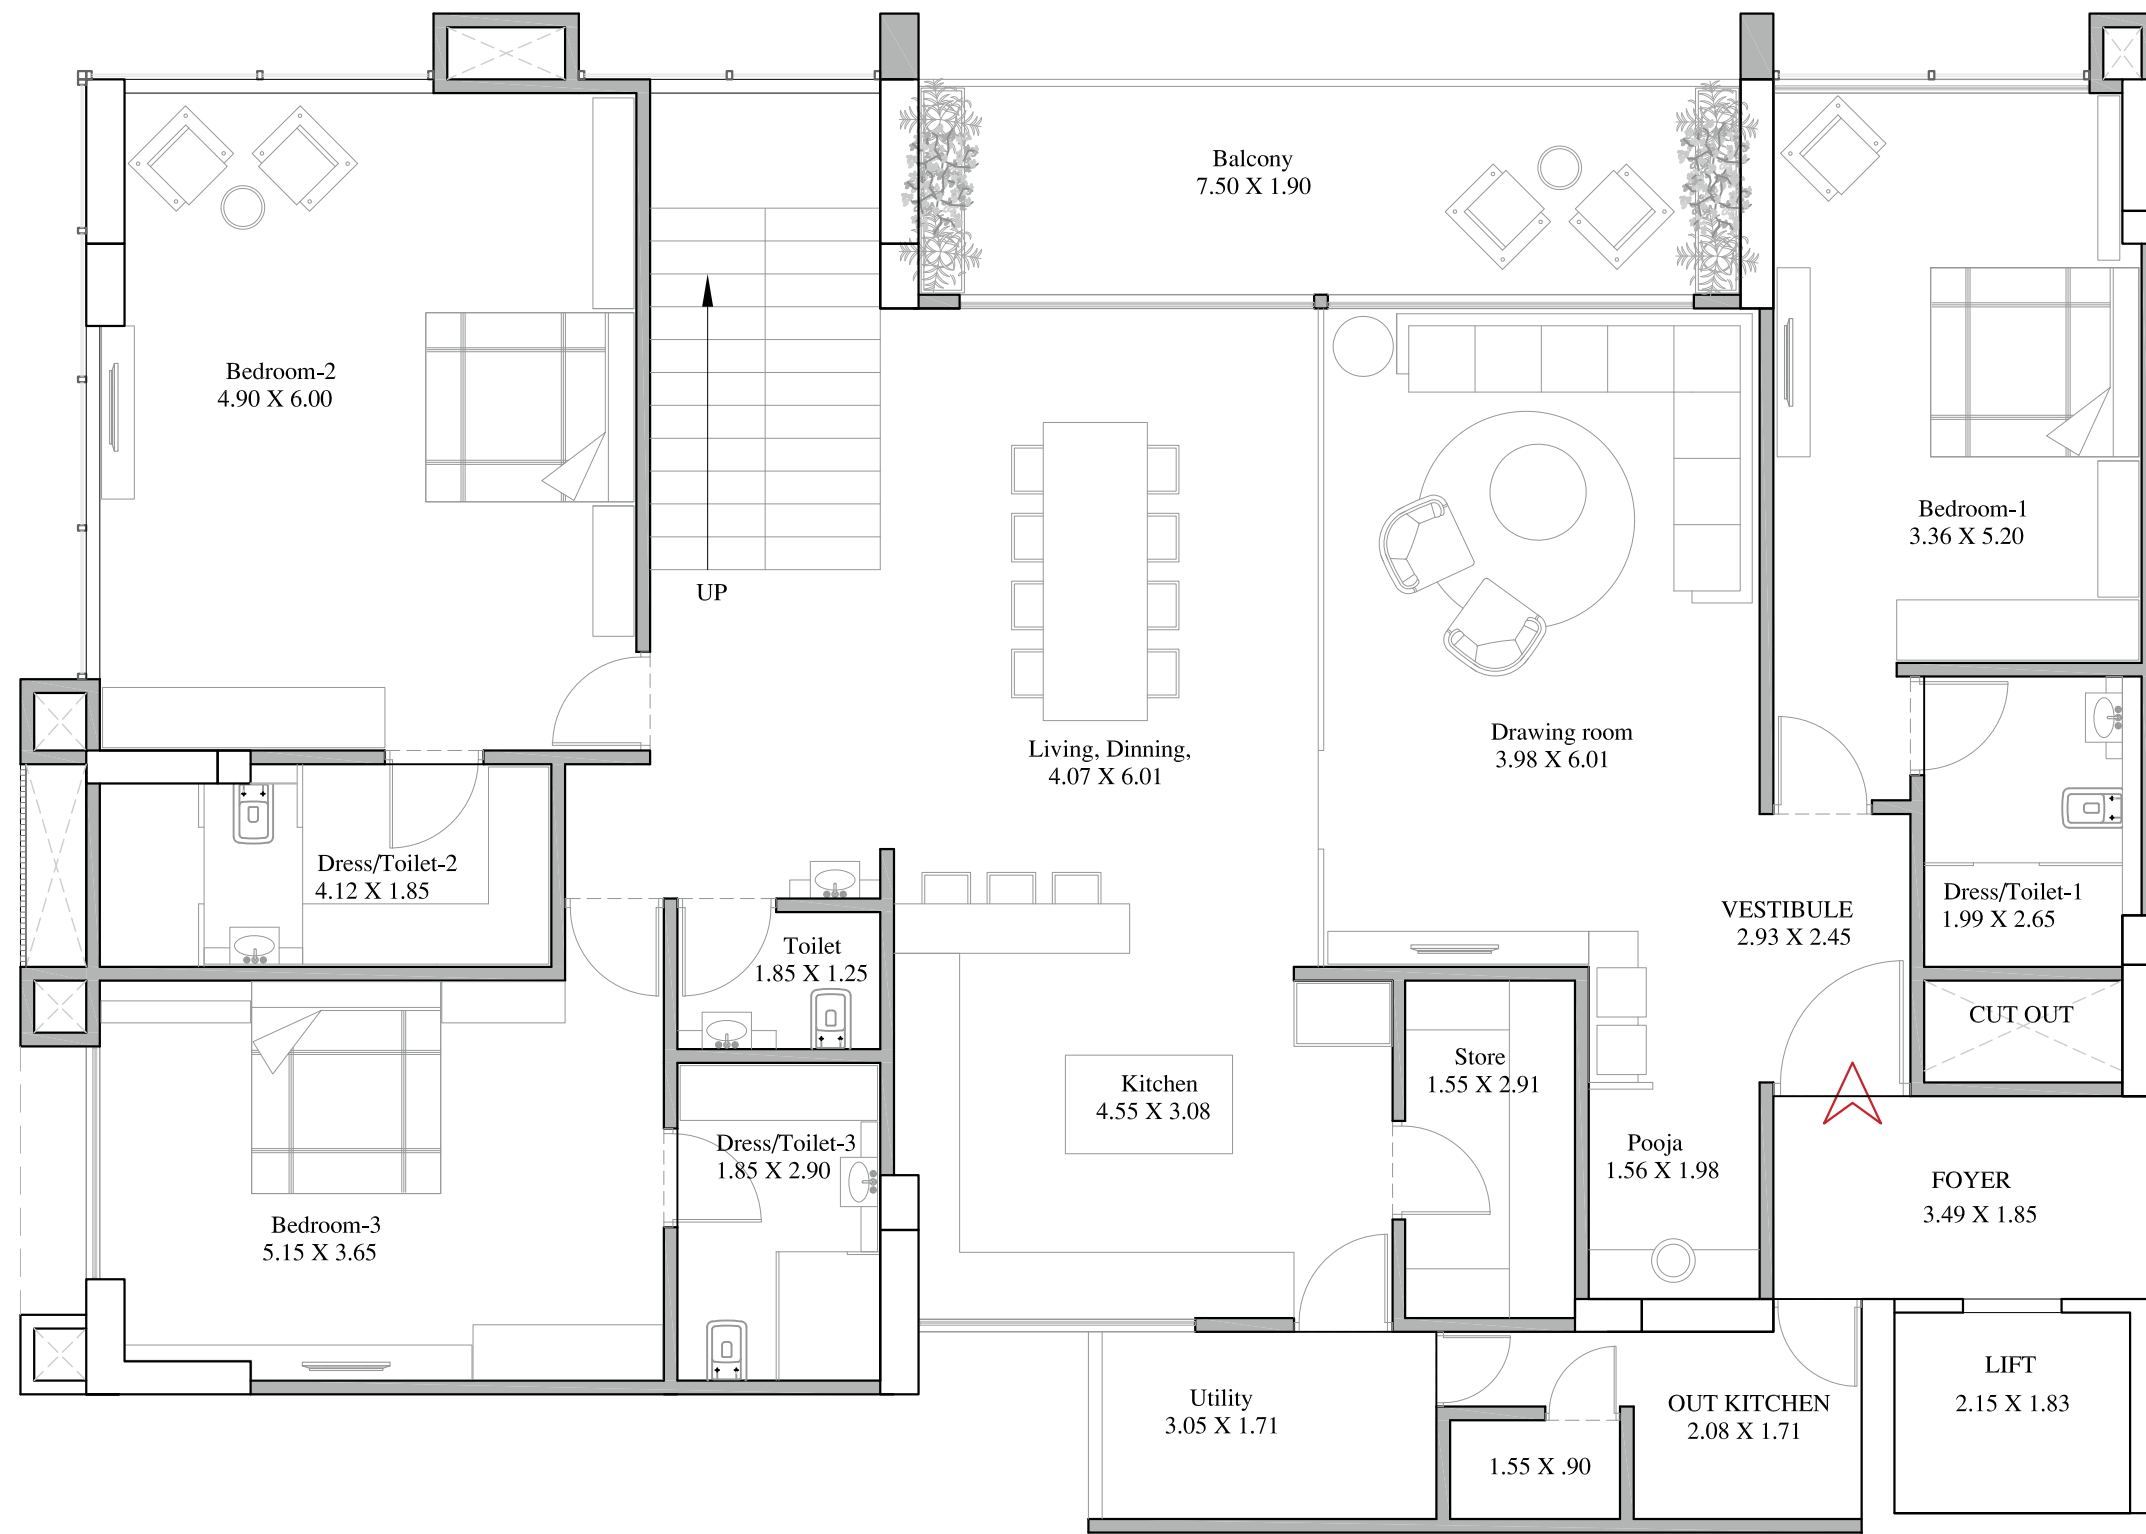 Balcony
7.50 X 1.90
Bedroom-2
4.90 X 6.00
UP
Bedroom-1
3.36 X 5.20
Living, Dinning,
4.07 X 6.01
Drawing room
3.98 X 6.01
Dress/Toilet-2
4.12 X 1.85
VESTIBULE
2.93 X 2.45
Dress/Toilet-1
1.99 X 2.65
Toilet
1.85 X 1.25
CUT OUT
Store
1.55 X 2.91
Kitchen
4.55 X 3.08
Dress/Toilet-3
1.85 X 2.90
Pooja
1.56 X 1.98
FOYER
3.49 X 1.85
Bedroom-3
5.15 X 3.65
LIFT
2.15 X 1.83
Utility
3.05 X 1.71
OUT KITCHEN
2.08 X 1.71
1.55 X .90